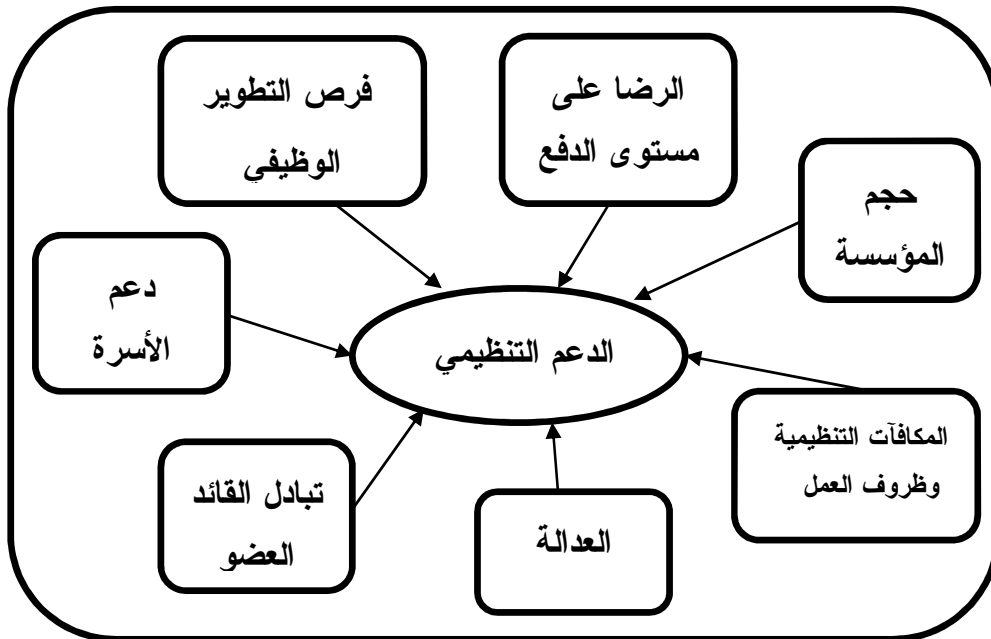 الرضا على
مستوى الدفع
فرص التطوير
الوظيفي
حجم
المؤسسة
دعم
الأسرة
الدعم التنظيمي
المكافآت التنظيمية
وظروف العمل
العدالة
تبادل القائد
العضو